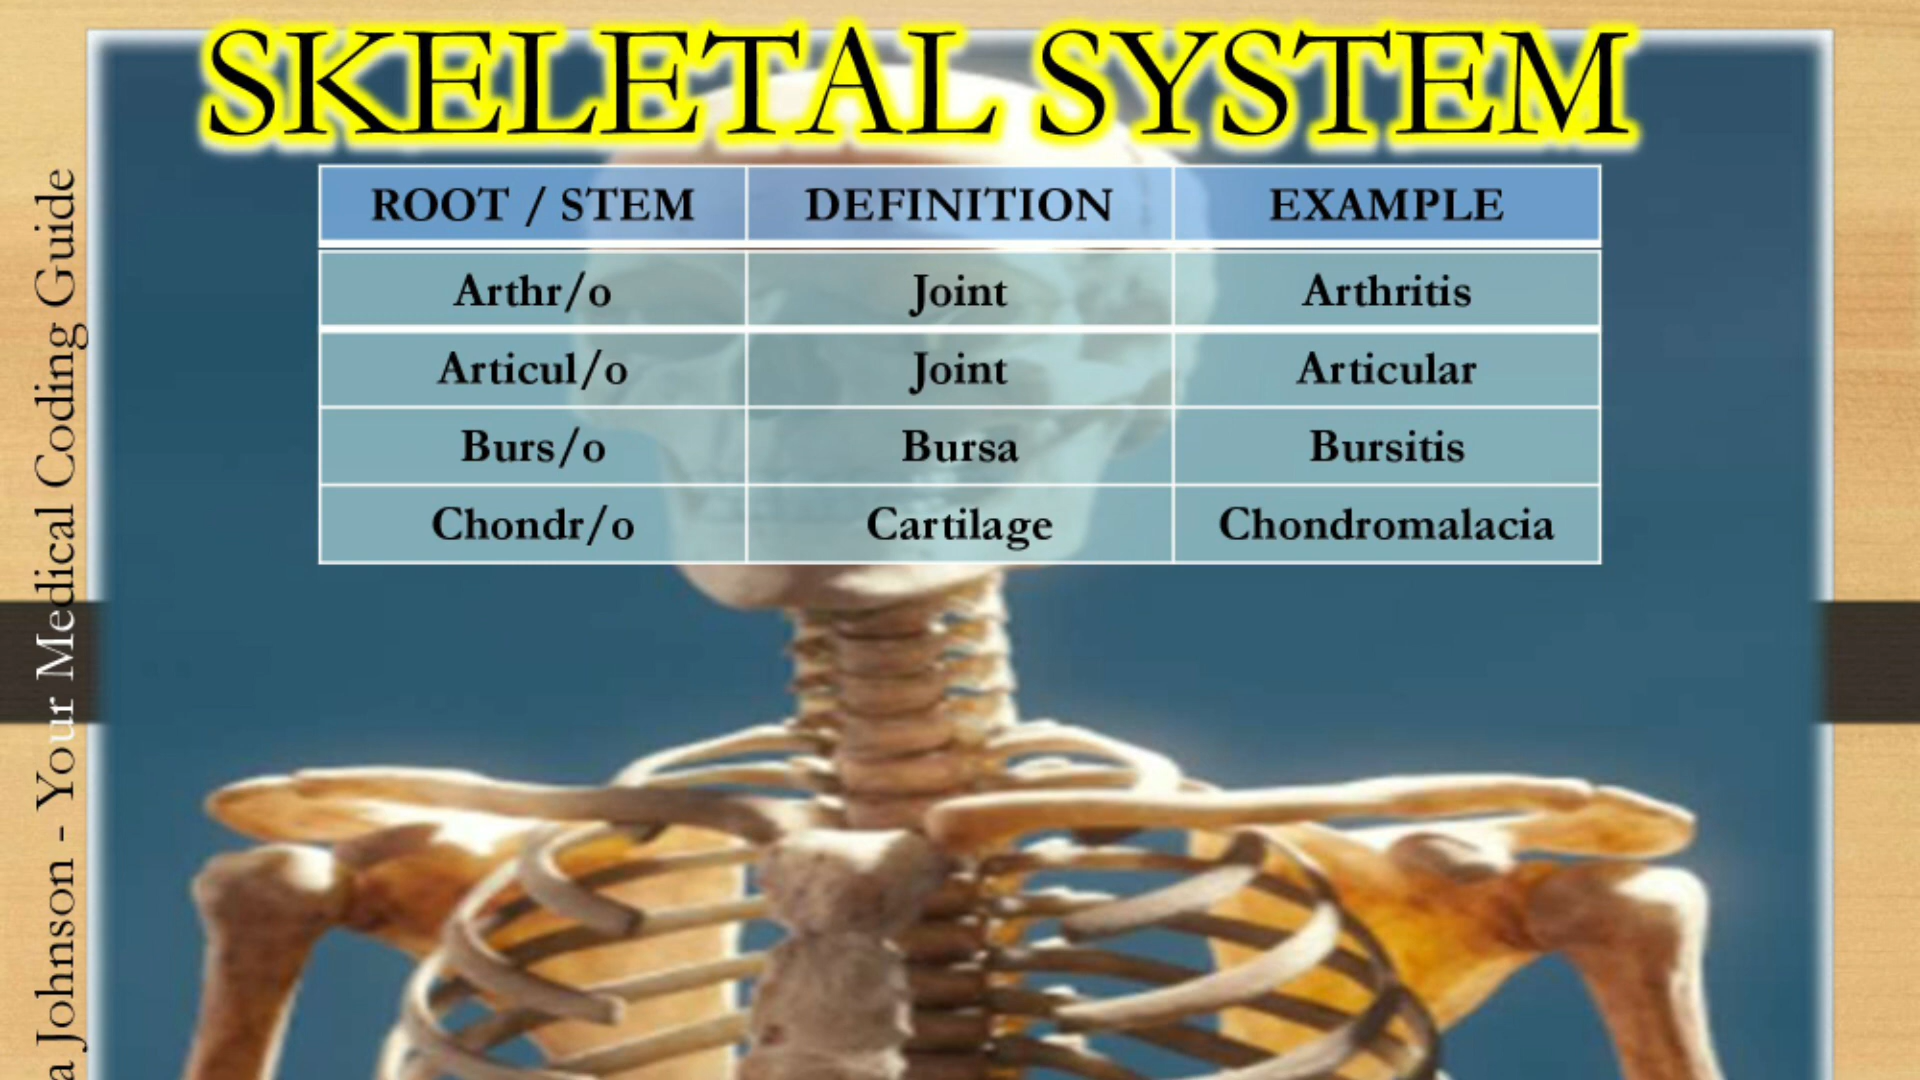 SKELETAL SYSTEM
ROOT / STEM DEFINITION EXAMPLE
Arthr/o Joint Arthritis
Articul/o Joint Articular
Burs/o Bursa Bursitis
Chondr/o Cartilage Chondromalacia
a Johnson - Your Medical Coding Guide